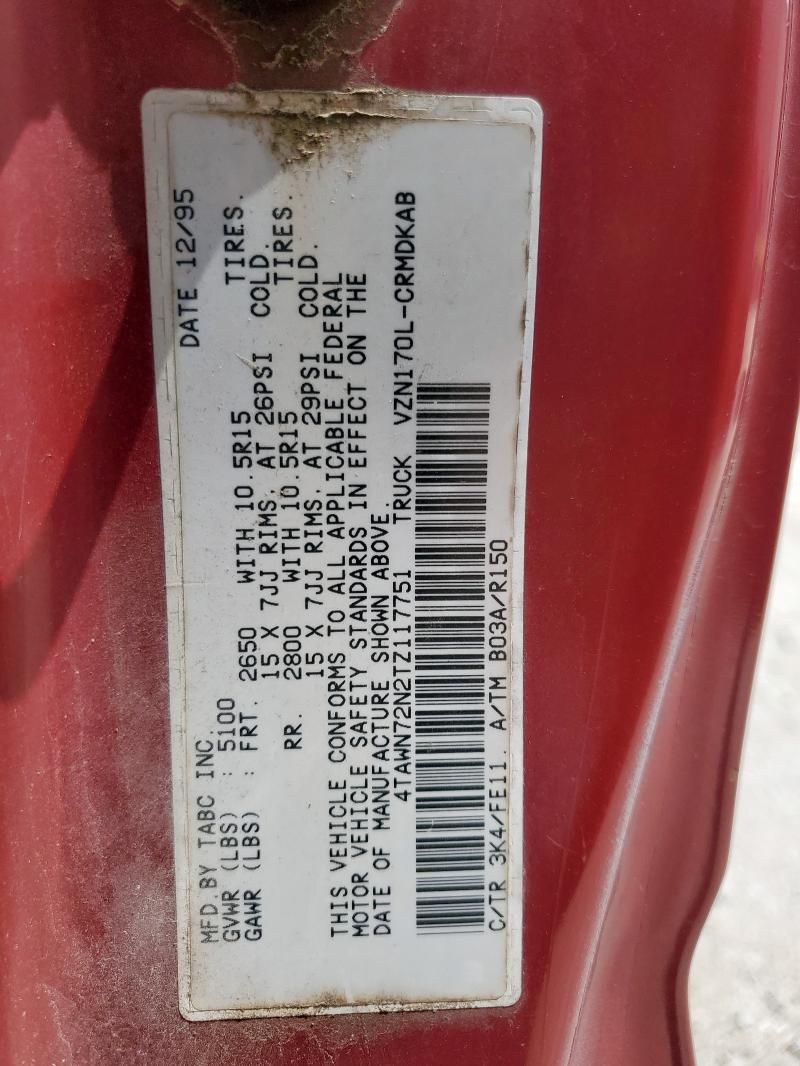 MFD.BY TABC INC. DATE 12/95
GVWR (LBS) : 5100
GAWR (LBS) : FRT. 2650 WITH 10.5R15 TIRES.
15 X 7JJ RIMS, AT 26PSI COLD.
RR. 2800 WITH 10.5R15 TIRES.
15 X 7JJ RIMS, AT 29PSI COLD.
THIS VEHICLE CONFORMS TO ALL APPLICABLE FEDERAL
MOTOR VEHICLE SAFETY STANDARDS IN EFFECT ON THE
DATE OF MANUFACTURE SHOWN ABOVE.
4TAWN72N2TZ117751 TRUCK VZN170L-CRMDKAB
C/TR 3K4/FE11. A/TM B03A/R150